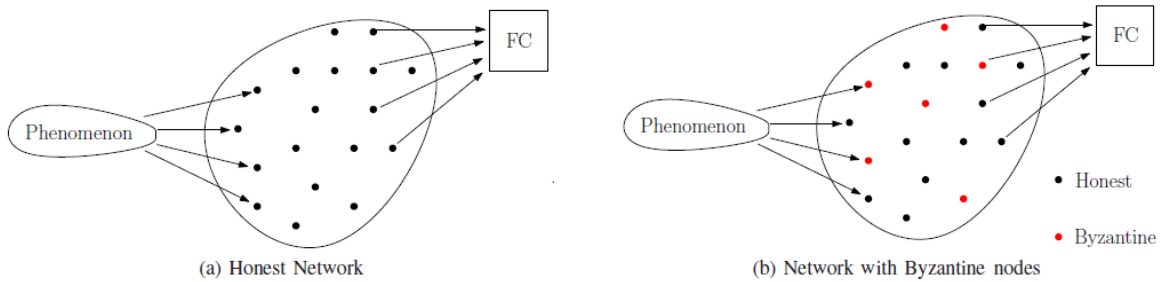 FC
Phenomenon
(a) Honest Network
FC
Phenomenon
Honest
Byzantine
(b) Network with Byzantine nodes